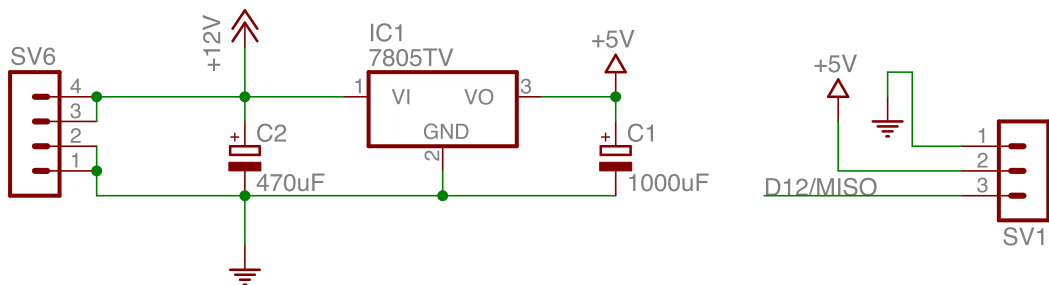 SV6
4
3
2
1
+12V
C2
470uF
IC1
7805TV
1
VI
VO
3
GND
2
+5V
C1
1000uF
+5V
D12/MISO
1
2
3
SV1